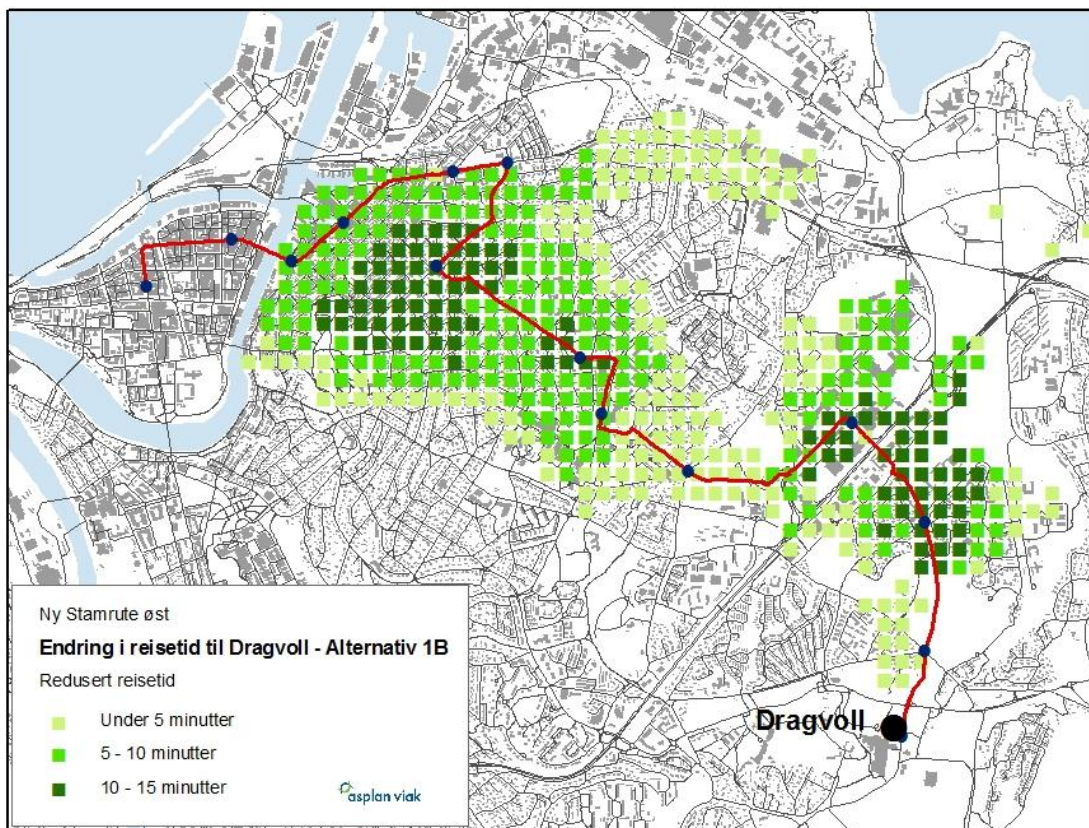 Ny Stamrute øst
Endring i reisetid til Dragvoll - Alternativ 1B
Redusert reisetid
Under 5 minutter
5 - 10 minutter
10 - 15 minutter
asplan viak
Dragvoll